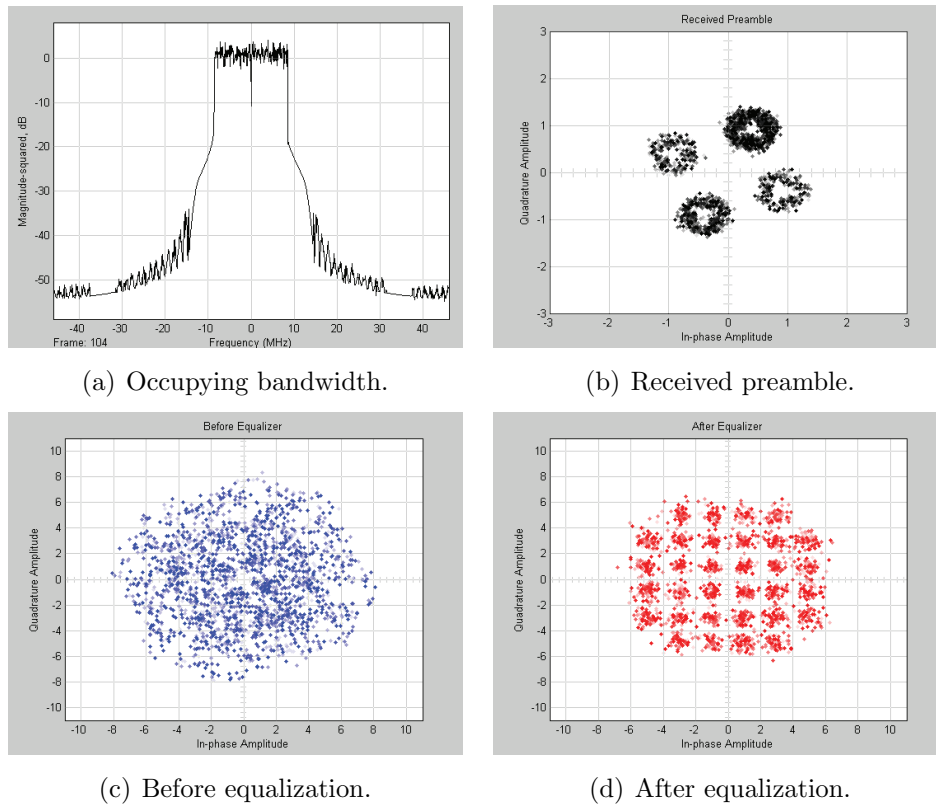 0
-10
-20
-30
-40
-50
Magnitude-squared, dB
-40 -30 -20 -10 0 10 20 30 40
Frame: 104 Frequency (MHz)
(a) Occupying bandwidth.
Received Preamble
3
2
1
0
-1
-2
-3
Quadrature Amplitude
-3 -2 -1 0 1 2 3
In-phase Amplitude
(b) Received preamble.
Before Equalizer
10
8
6
4
2
0
-2
-4
-6
-8
-10
Quadrature Amplitude
-10 -8 -6 -4 -2 0 2 4 6 8 10
In-phase Amplitude
(c) Before equalization.
After Equalizer
10
8
6
4
2
0
-2
-4
-6
-8
-10
Quadrature Amplitude
-10 -8 -6 -4 -2 0 2 4 6 8 10
In-phase Amplitude
(d) After equalization.